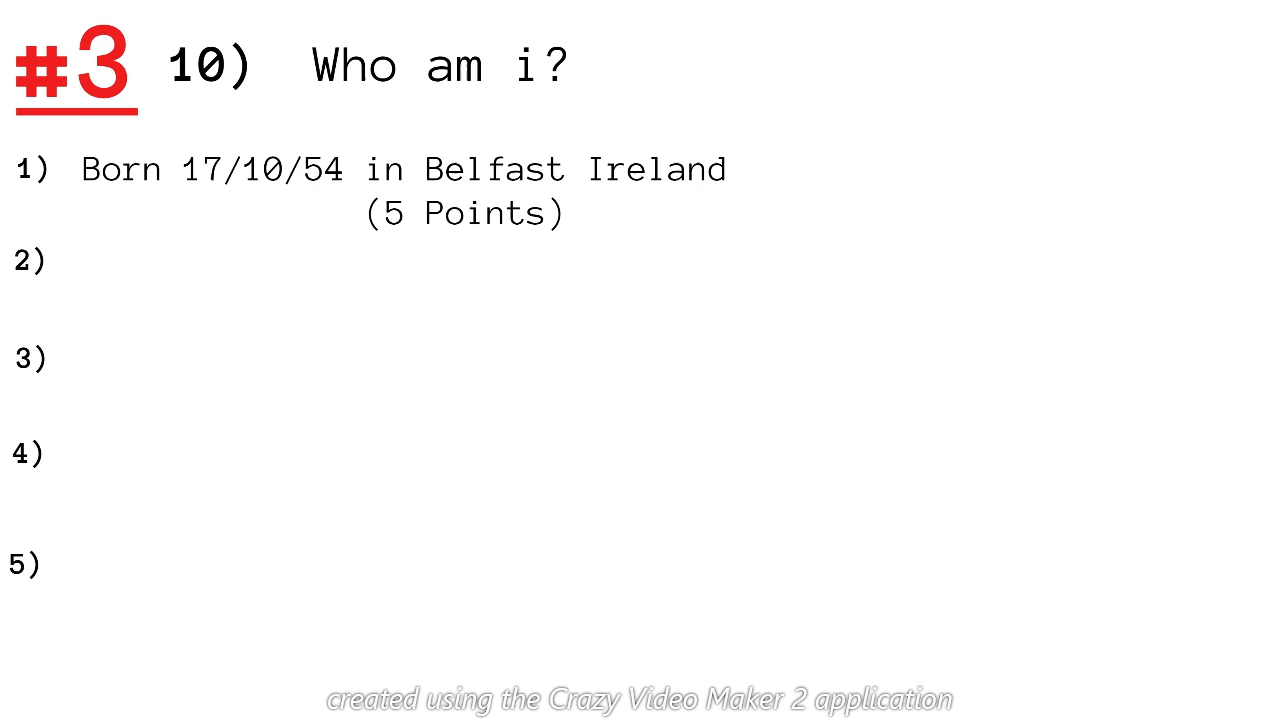 #3 10) Who am i?
1) Born 17/10/54 in Belfast Ireland
(5 Points)
2)
3)
4)
5)
created using the Crazy Video Maker 2 application